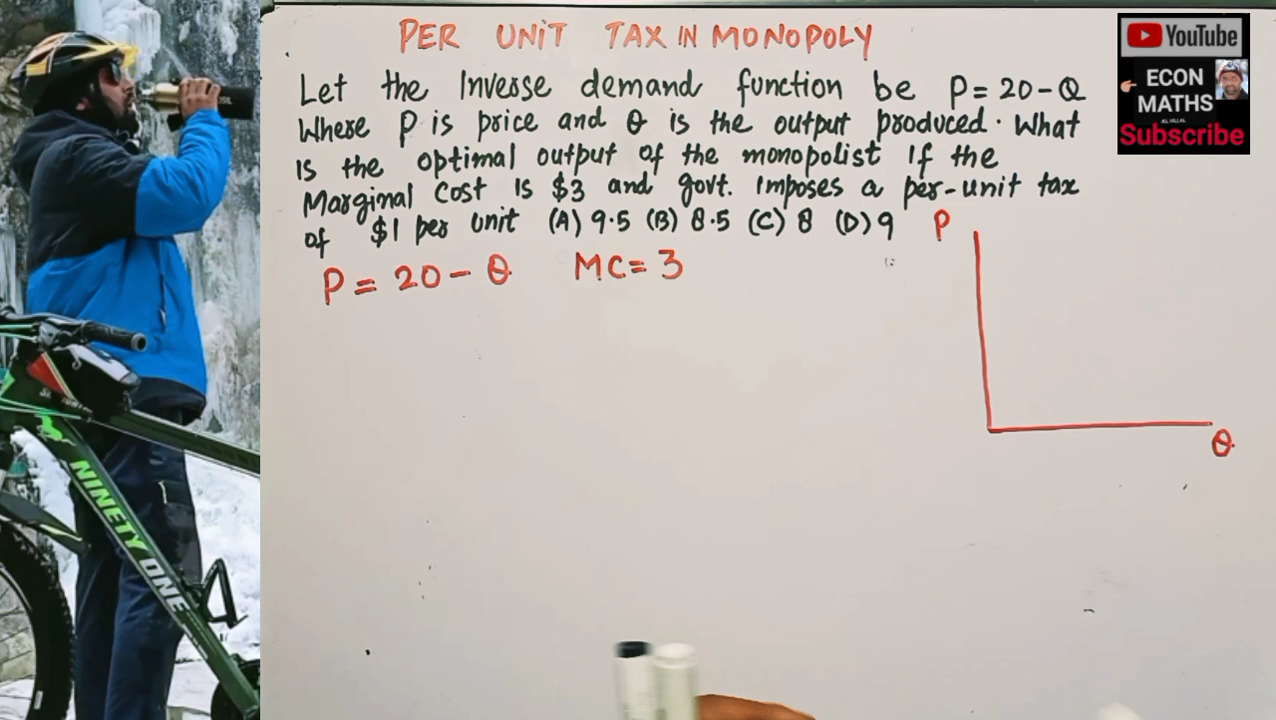 PER UNIT TAX IN MONOPOLY
Let the Inverse demand function be P = 20 - Q
Where P is price and Q is the output produced. What
is the optimal output of the monopolist If the
Marginal Cost Is $3 and govt. Imposes a per-unit tax
of $1 per unit (A) 9.5 (B) 8.5 (C) 8 (D) 9
P
P = 20 - Q MC = 3
Q
YouTube
ECON
MATHS
Subscribe
NINETY ONE